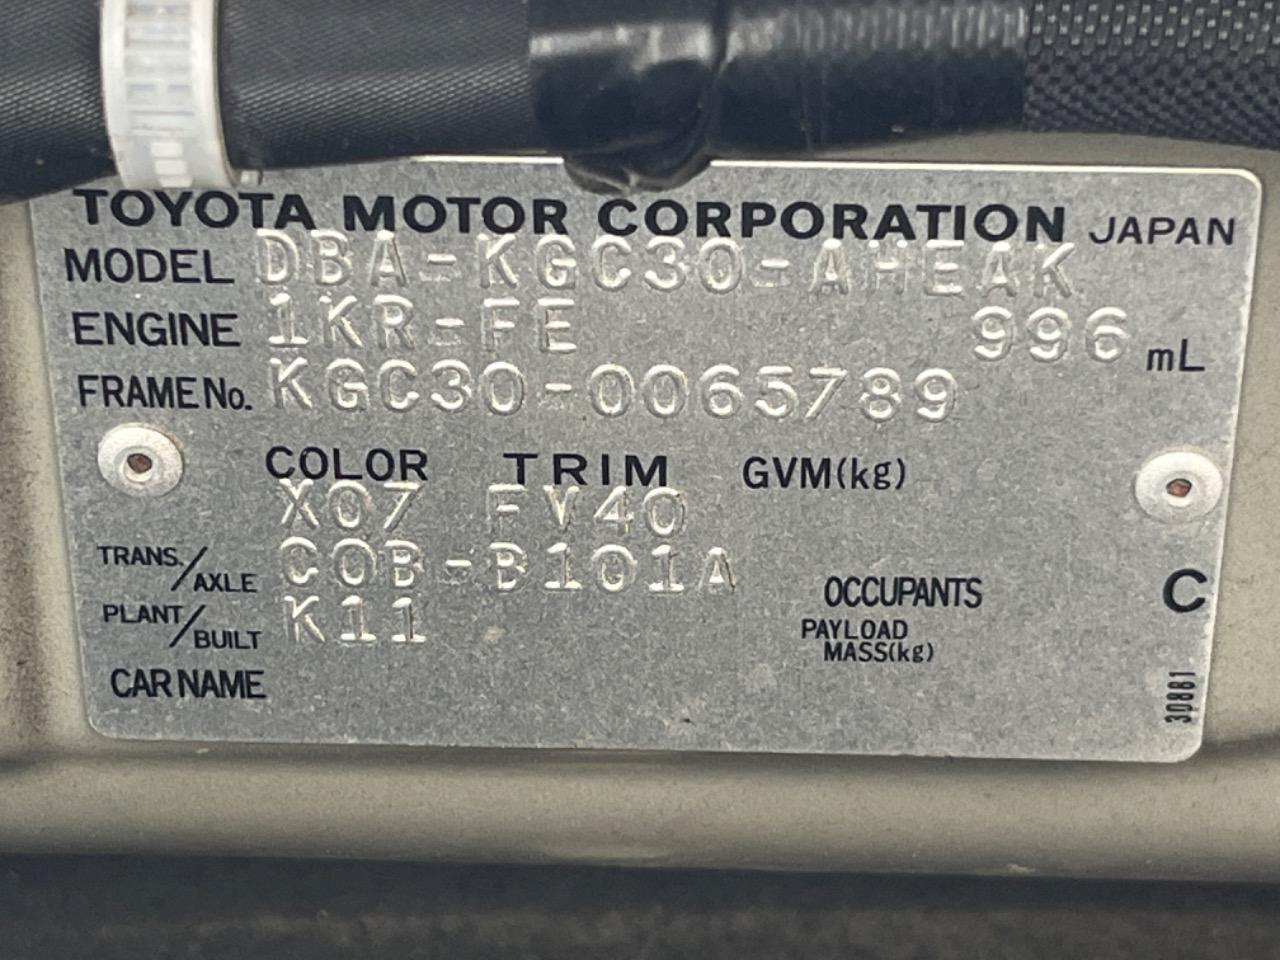 TOYOTA MOTOR CORPORATION JAPAN
MODEL DBA-KGC30-AHEAK
ENGINE 1KR-FE 996 mL
FRAME No. KGC30-0065789
COLOR TRIM GVM(kg)
X07 FV40
TRANS./AXLE C0B-B101A
OCCUPANTS C
PLANT/BUILT K11
PAYLOAD
MASS(kg)
CAR NAME
30881